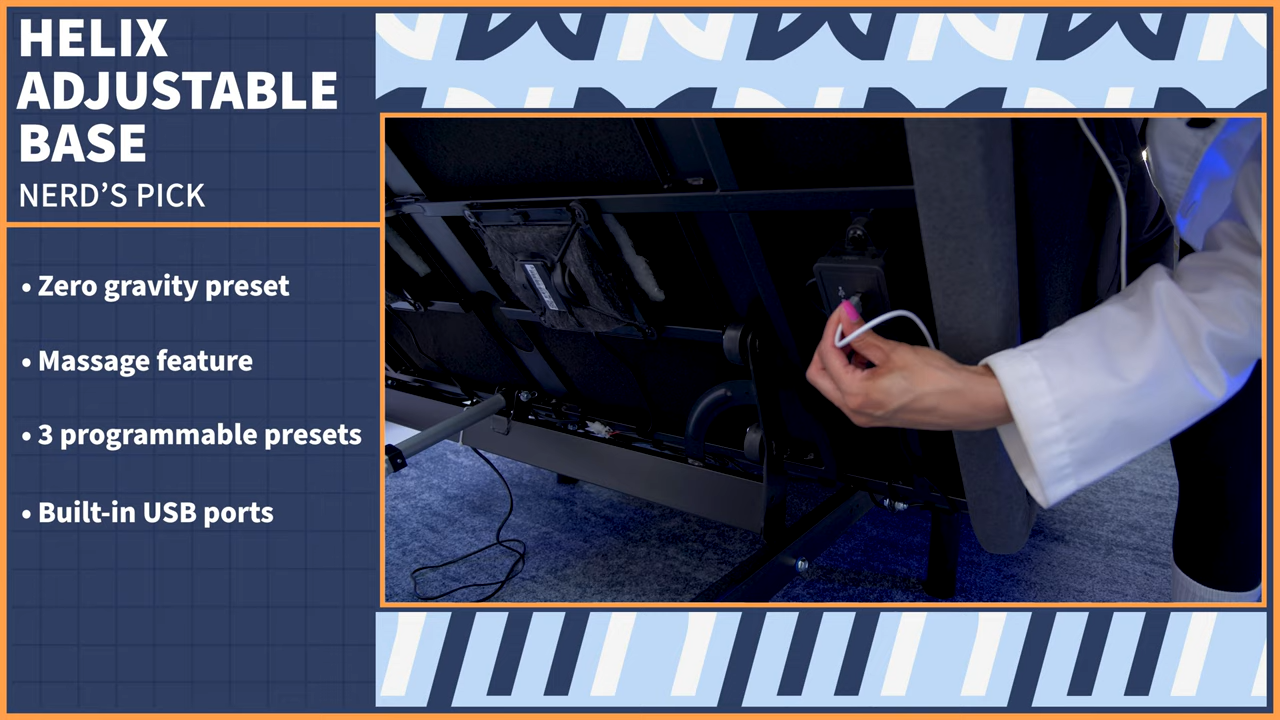 HELIX
ADJUSTABLE
BASE
NERD’S PICK
• Zero gravity preset
• Massage feature
• 3 programmable presets
• Built-in USB ports